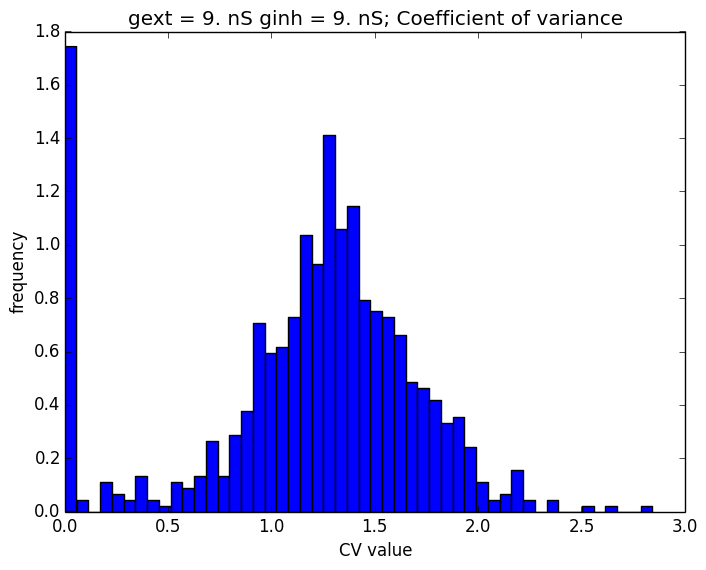 gext = 9. nS ginh = 9. nS; Coefficient of variance
1.8
1.6
1.4
1.2
1.0
0.8
0.6
0.4
0.2
0.0
frequency
0.0 0.5 1.0 1.5 2.0 2.5 3.0
CV value